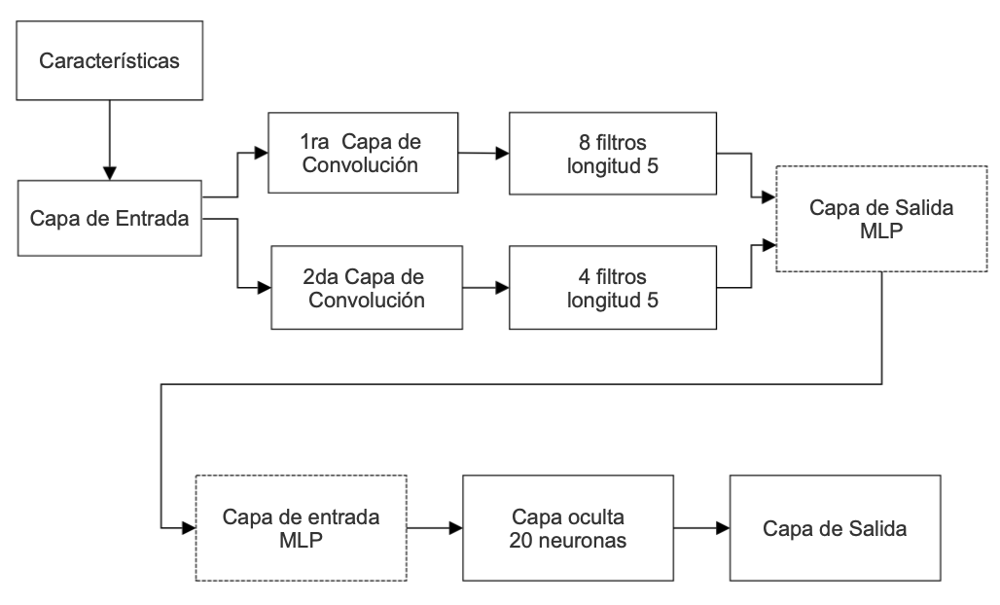 Características
Capa de Entrada
1ra Capa de
Convolución
8 filtros
longitud 5
2da Capa de
Convolución
4 filtros
longitud 5
Capa de Salida
MLP
Capa de entrada
MLP
Capa oculta
20 neuronas
Capa de Salida